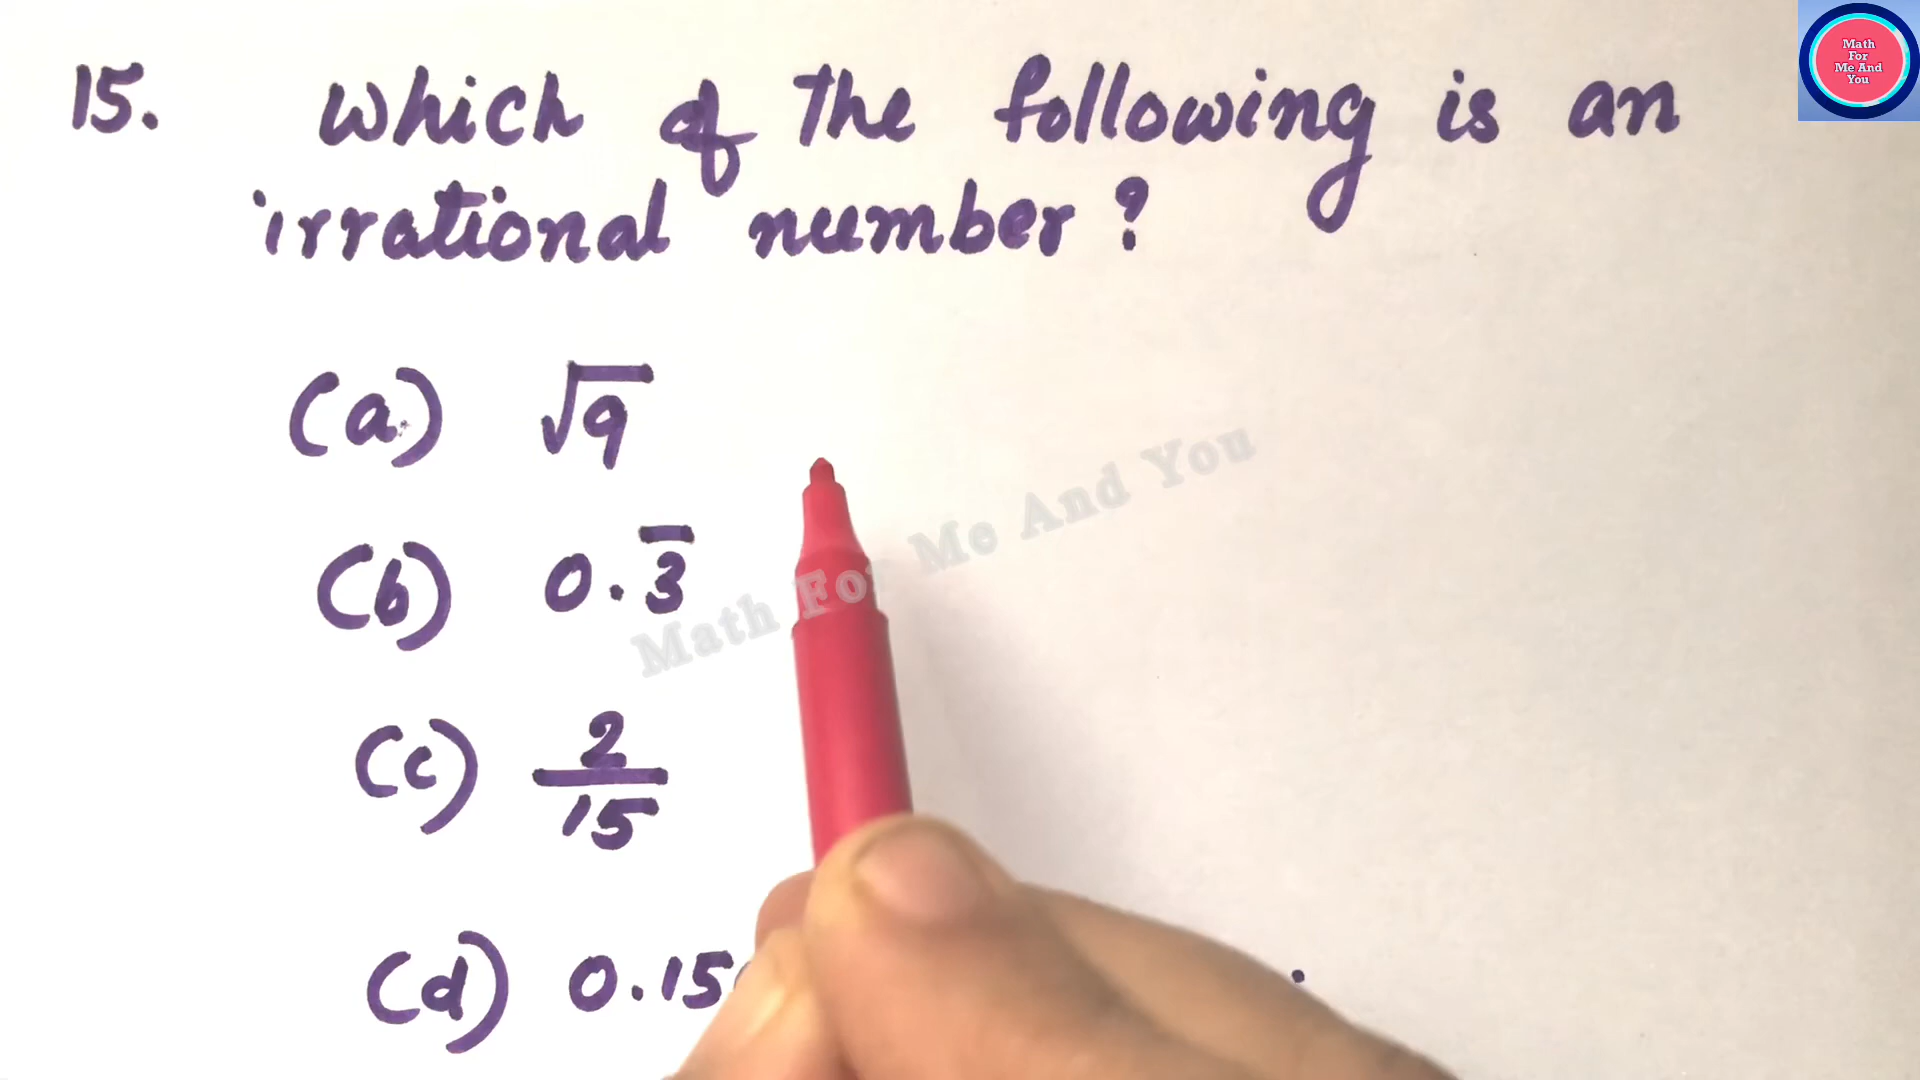 Math
For
Me And
You
15. Which of the following is an
irrational number?
(a) √9
(b) 0.3̅
(c) 2/15
(d) 0.15
Math For Me And You